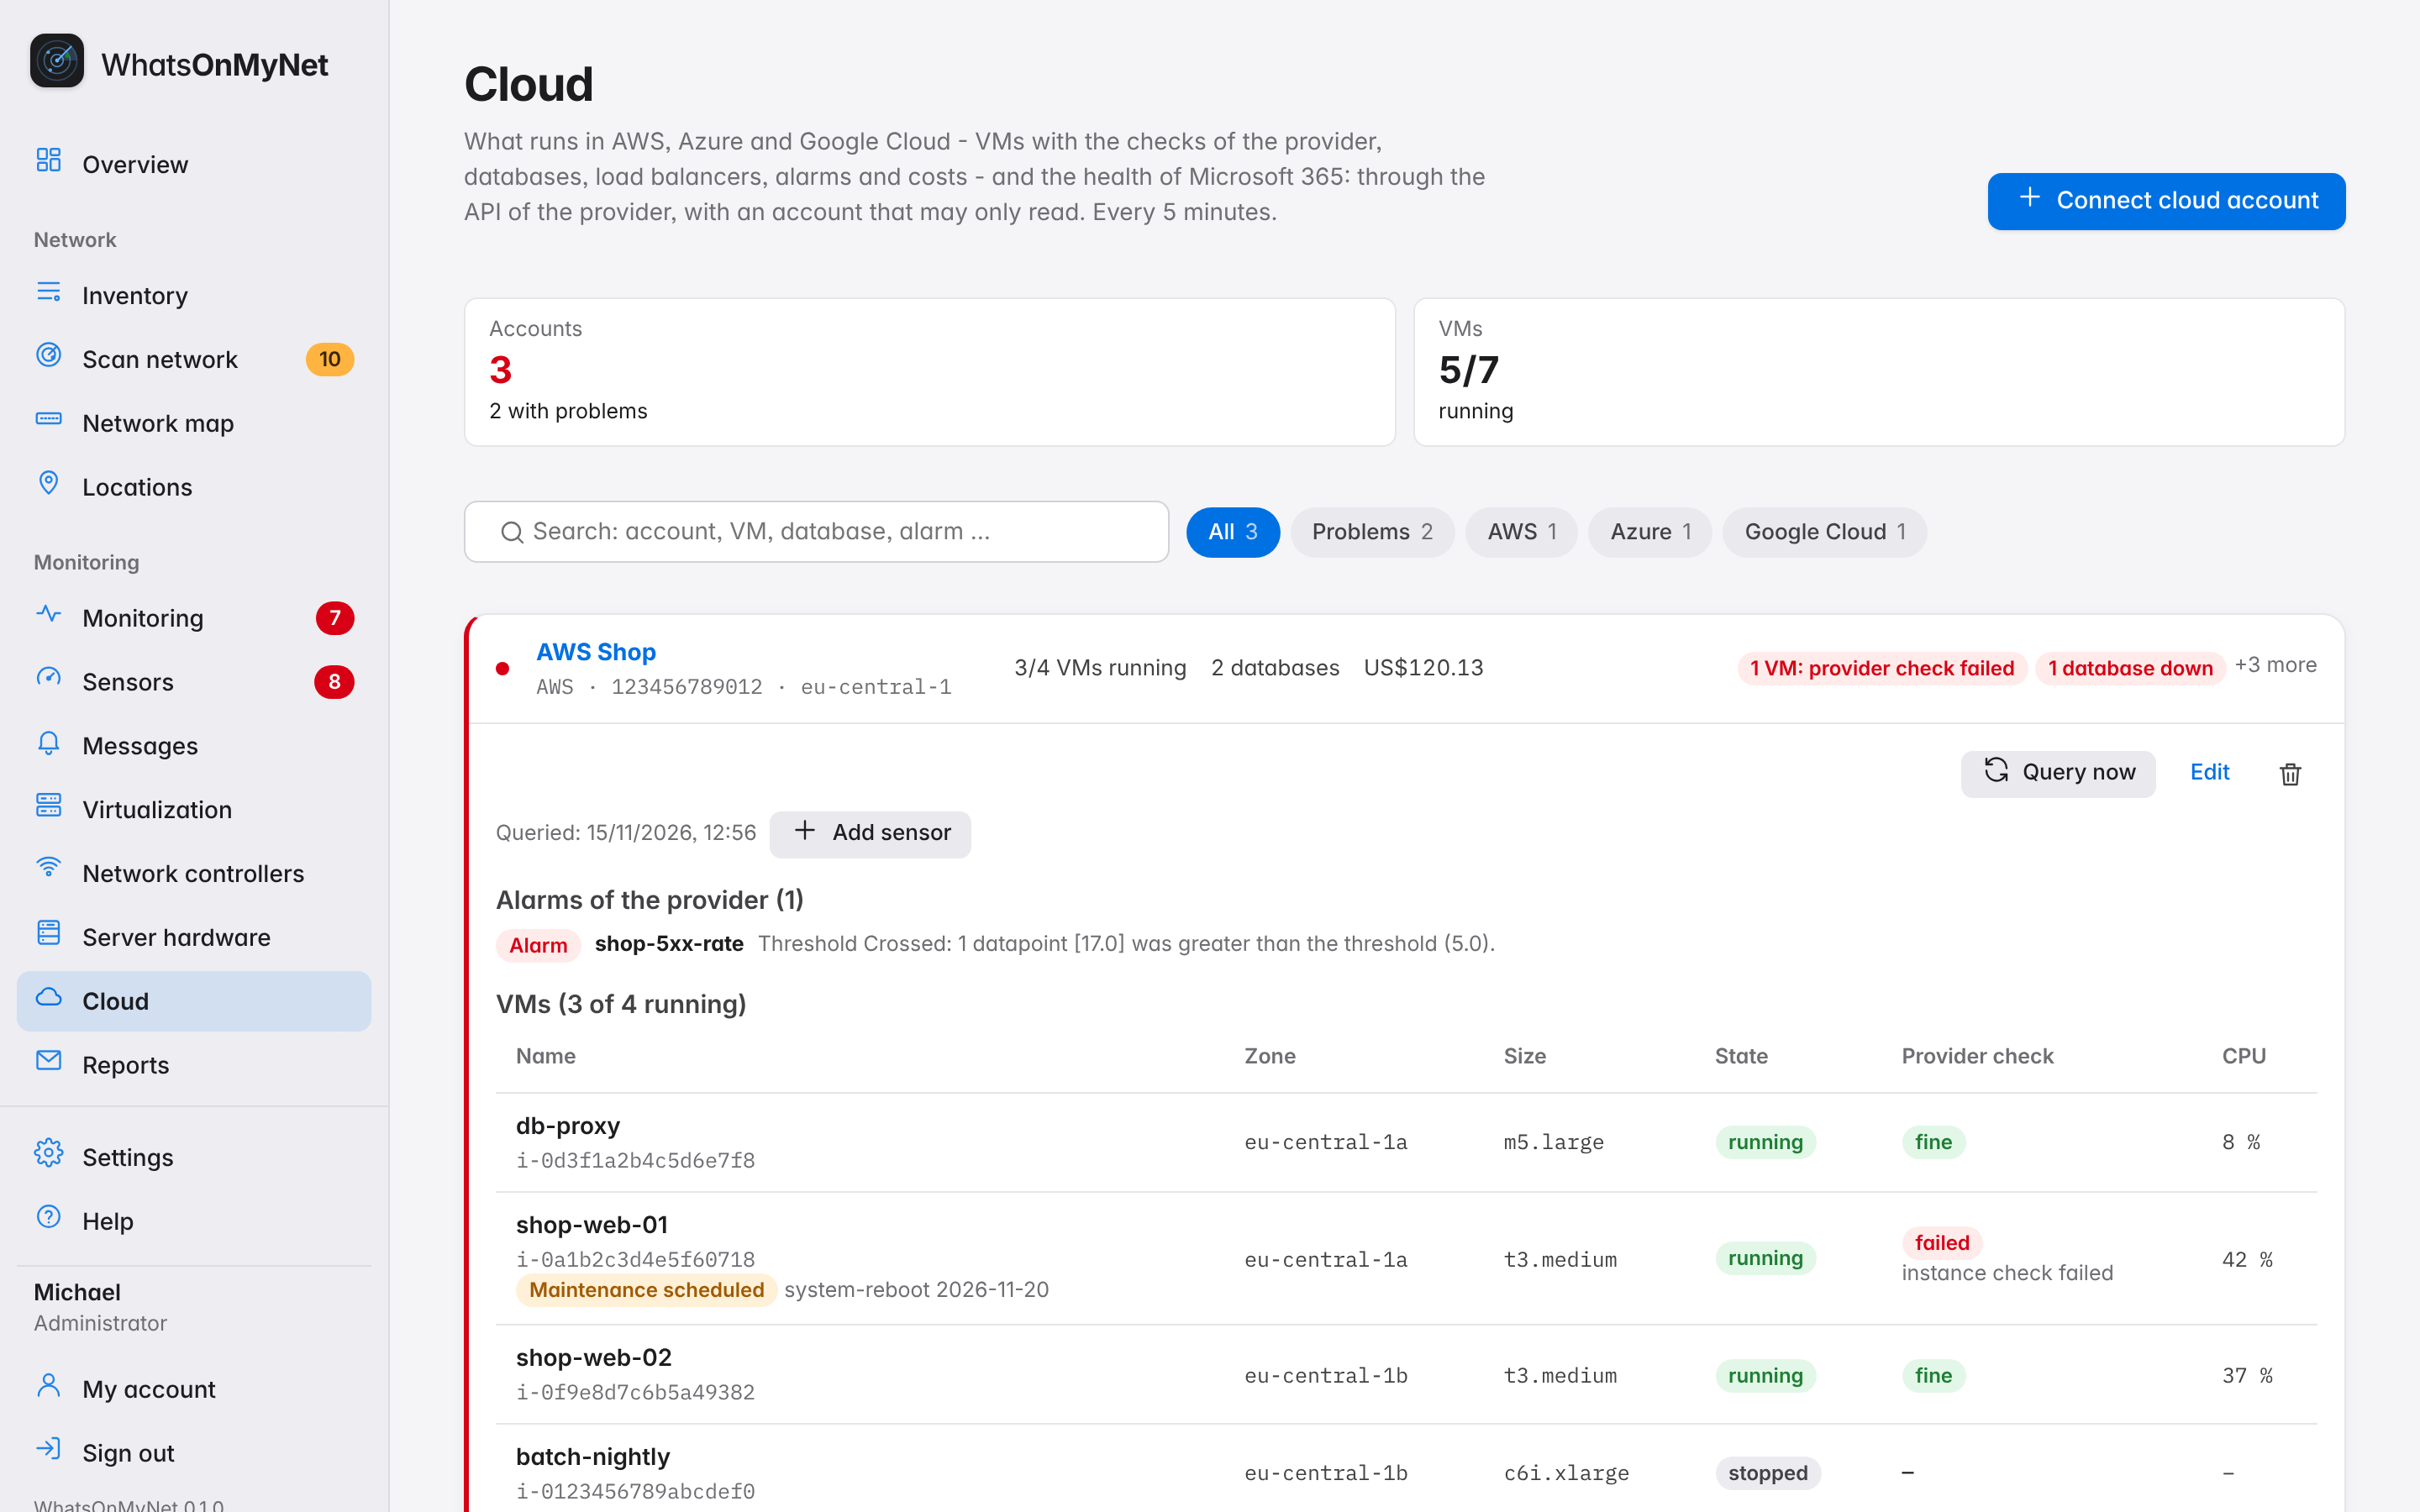 WhatsOnMyNet
Overview
Network
Inventory
Scan network 10
Network map
Locations
Monitoring
Monitoring 7
Sensors 8
Messages
Virtualization
Network controllers
Server hardware
Cloud
Reports
Settings
Help
Michael
Administrator
My account
Sign out
WhatsOnMyNet 0.1.0
Cloud
What runs in AWS, Azure and Google Cloud - VMs with the checks of the provider,
databases, load balancers, alarms and costs - and the health of Microsoft 365: through the
API of the provider, with an account that may only read. Every 5 minutes.
Connect cloud account
Accounts
3
2 with problems
VMs
5/7
running
Search: account, VM, database, alarm ...
All 3 Problems 2 AWS 1 Azure 1 Google Cloud 1
AWS Shop
AWS · 123456789012 · eu-central-1
3/4 VMs running 2 databases US$120.13
1 VM: provider check failed 1 database down +3 more
Query now Edit
Queried: 15/11/2026, 12:56 Add sensor
Alarms of the provider (1)
Alarm shop-5xx-rate Threshold Crossed: 1 datapoint [17.0] was greater than the threshold (5.0).
VMs (3 of 4 running)
Name Zone Size State Provider check CPU
db-proxy
i-0d3f1a2b4c5d6e7f8
eu-central-1a m5.large running fine 8 %
shop-web-01
i-0a1b2c3d4e5f60718
Maintenance scheduled system-reboot 2026-11-20
eu-central-1a t3.medium running failed 42 %
instance check failed
shop-web-02
i-0f9e8d7c6b5a49382
eu-central-1b t3.medium running fine 37 %
batch-nightly
i-0123456789abcdef0
eu-central-1b c6i.xlarge stopped – –